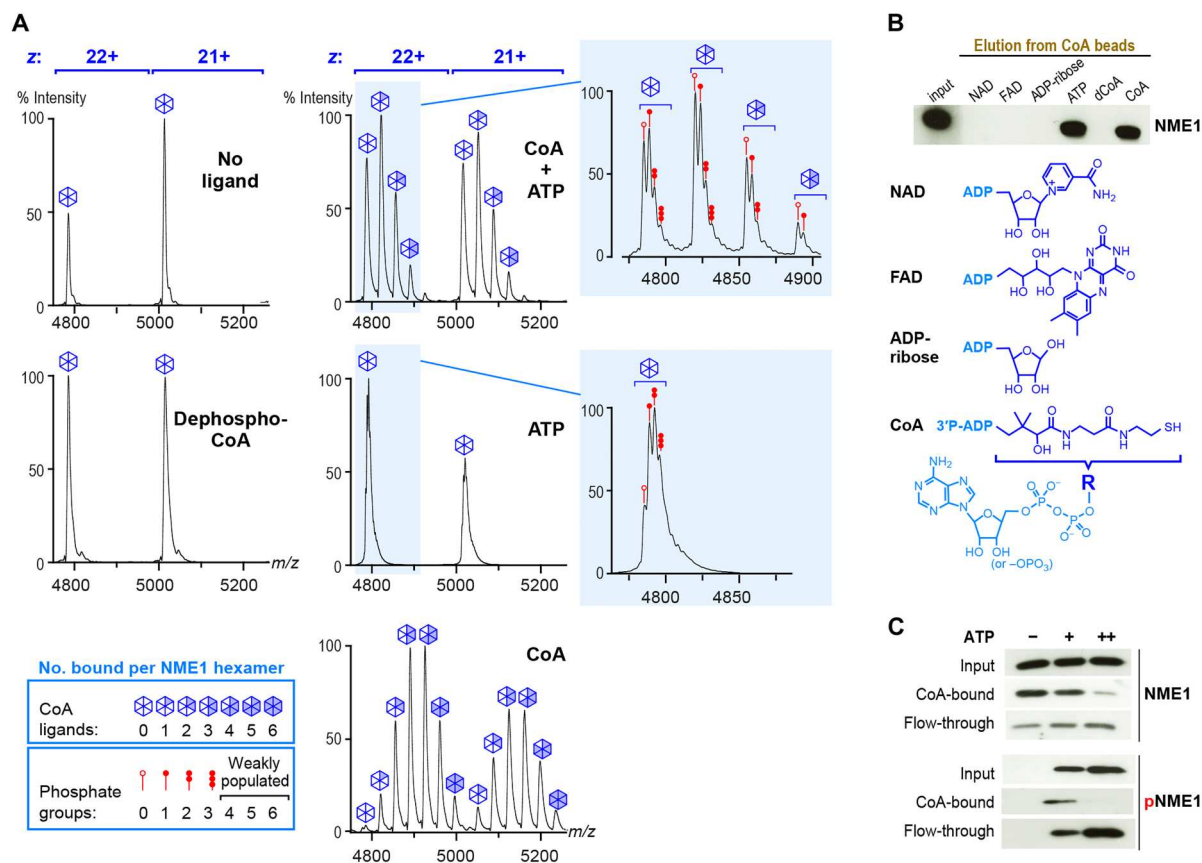 A
z: 22+ 21+
% Intensity
100
50
0
No
ligand
4800 5000 5200
z: 22+ 21+
% Intensity
100
50
0
CoA
+
ATP
4800 5000 5200
100
50
0
4800 4850 4900
100
50
0
Dephospho-
CoA
4800 5000 5200 m/z
100
50
0
ATP
4800 5000 5200
100
50
0
4800 4850
No. bound per NME1 hexamer
CoA
ligands: 0 1 2 3 4 5 6
Weakly
populated
Phosphate
groups: 0 1 2 3 4 5 6
100
50
0
CoA
4800 5000 5200 m/z
B
Elution from CoA beads
input NAD FAD ADP-ribose ATP dCoA CoA
NME1
NAD
ADP
O
N
+
NH2
O
OH OH
FAD
ADP
OH
OH
OH
N
N
N
O
NH
O
ADP-
ribose
ADP
O
OH
OH OH
CoA
3'P-ADP
OH
O
N
H
O
N
H
SH
R
NH2
N
N
N
N
O
O
P
O
O–
O
P
O
O–
O
OH OH
(or –OPO3)
C
ATP – + ++
Input
CoA-bound
Flow-through
NME1
Input
CoA-bound
Flow-through
pNME1